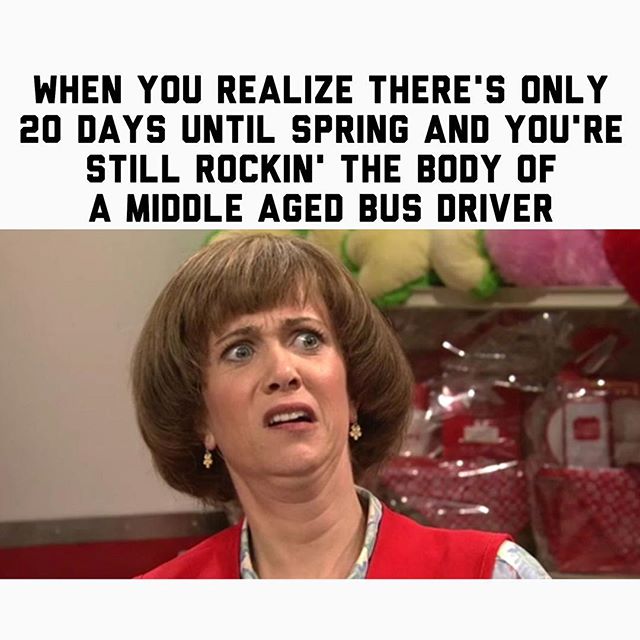 WHEN YOU REALIZE THERE'S ONLY
20 DAYS UNTIL SPRING AND YOU'RE
STILL ROCKIN' THE BODY OF
A MIDDLE AGED BUS DRIVER